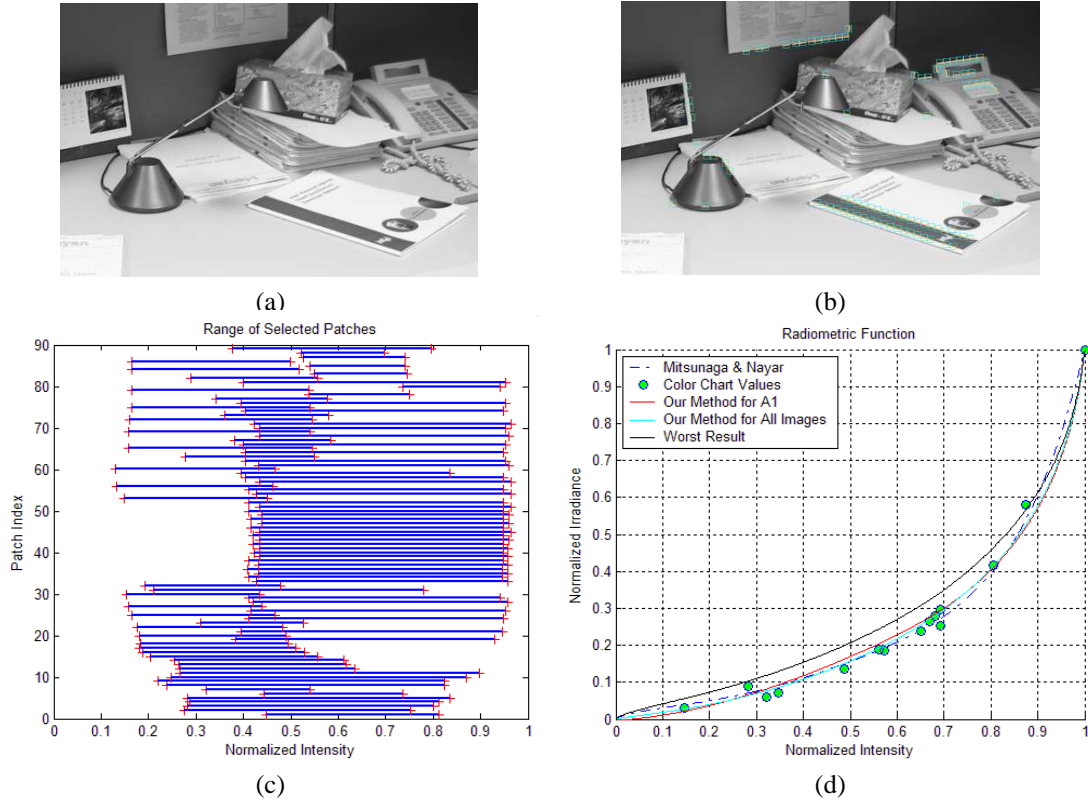 (a)
(b)
Range of Selected Patches
90
80
70
60
50
40
30
20
10
0
Patch Index
0 0.1 0.2 0.3 0.4 0.5 0.6 0.7 0.8 0.9 1
Normalized Intensity
(c)
Radiometric Function
Mitsunaga & Nayar
Color Chart Values
Our Method for A1
Our Method for All Images
Worst Result
1
0.9
0.8
0.7
0.6
0.5
0.4
0.3
0.2
0.1
0
Normalized Irradiance
0 0.1 0.2 0.3 0.4 0.5 0.6 0.7 0.8 0.9 1
Normalized Intensity
(d)